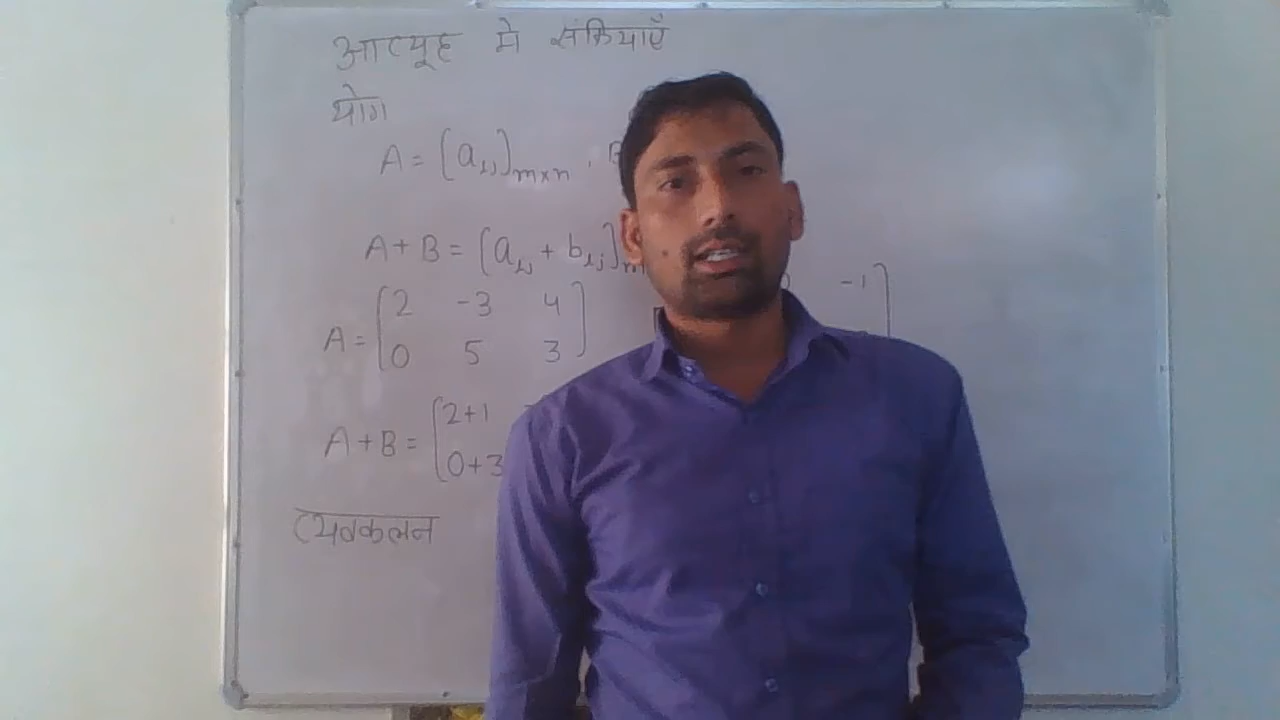 आव्यूह मे संक्रियाएँ
योग
A = [aij]m×n , B
A + B = [aij + bij]m
A = [2 -3 4 -1]
[0 5 3]
A + B = [2+1
[0+3
व्यवकलन